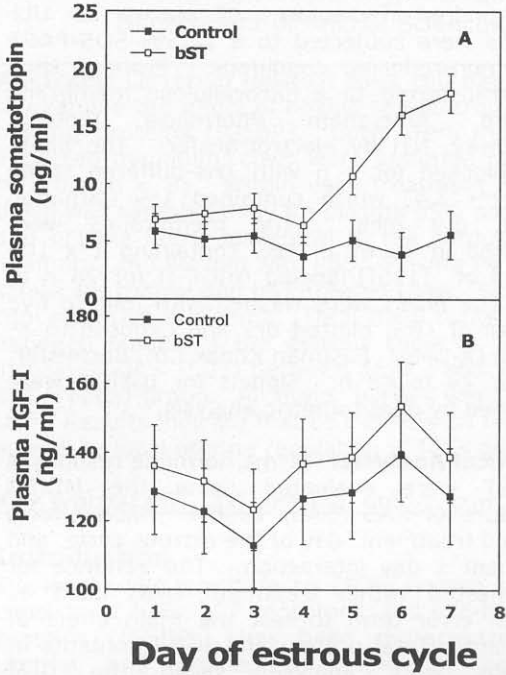 Control
bST
A
25
20
15
10
5
0
Plasma somatotropin
(ng/ml)
180
160
140
120
100
Control
bST
B
Plasma IGF-I
(ng/ml)
0 1 2 3 4 5 6 7 8
Day of estrous cycle